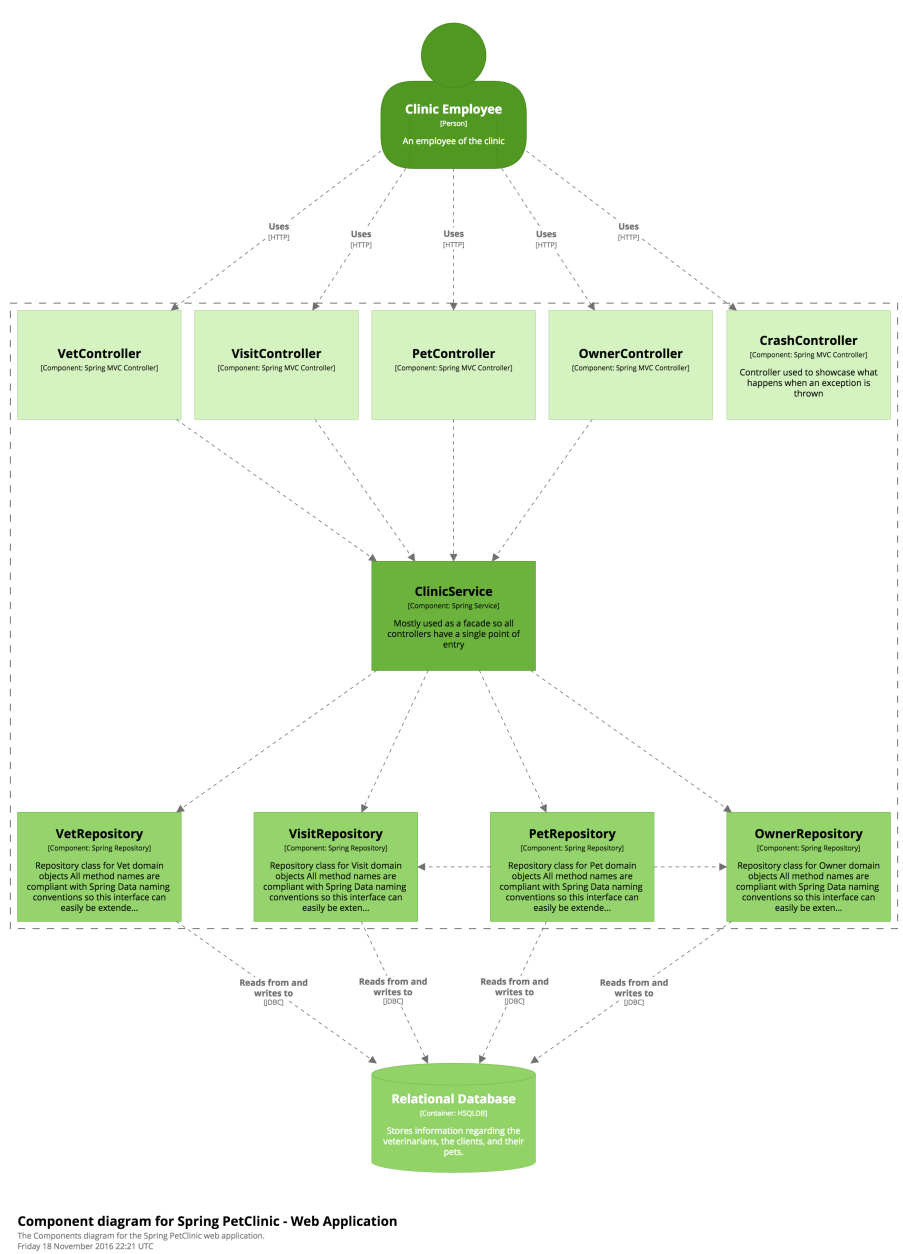 Clinic Employee
[Person]
An employee of the clinic
Uses
[HTTP]
Uses
[HTTP]
Uses
[HTTP]
Uses
[HTTP]
Uses
[HTTP]
VetController
[Component: Spring MVC Controller]
VisitController
[Component: Spring MVC Controller]
PetController
[Component: Spring MVC Controller]
OwnerController
[Component: Spring MVC Controller]
CrashController
[Component: Spring MVC Controller]
Controller used to showcase what
happens when an exception is
thrown
ClinicService
[Component: Spring Service]
Mostly used as a facade so all
controllers have a single point of
entry
VetRepository
[Component: Spring Repository]
Repository class for Vet domain
objects All method names are
compliant with Spring Data naming
conventions so this interface can
easily be extende...
VisitRepository
[Component: Spring Repository]
Repository class for Visit domain
objects All method names are
compliant with Spring Data naming
conventions so this interface can
easily be exten...
PetRepository
[Component: Spring Repository]
Repository class for Pet domain
objects All method names are
compliant with Spring Data naming
conventions so this interface can
easily be extende...
OwnerRepository
[Component: Spring Repository]
Repository class for Owner domain
objects All method names are
compliant with Spring Data naming
conventions so this interface can
easily be exten...
Reads from and
writes to
[JDBC]
Reads from and
writes to
[JDBC]
Reads from and
writes to
[JDBC]
Reads from and
writes to
[JDBC]
Relational Database
[Container: HSQLDB]
Stores information regarding the
veterinarians, the clients, and their
pets.
Component diagram for Spring PetClinic - Web Application
The Components diagram for the Spring PetClinic web application.
Friday 18 November 2016 22:21 UTC